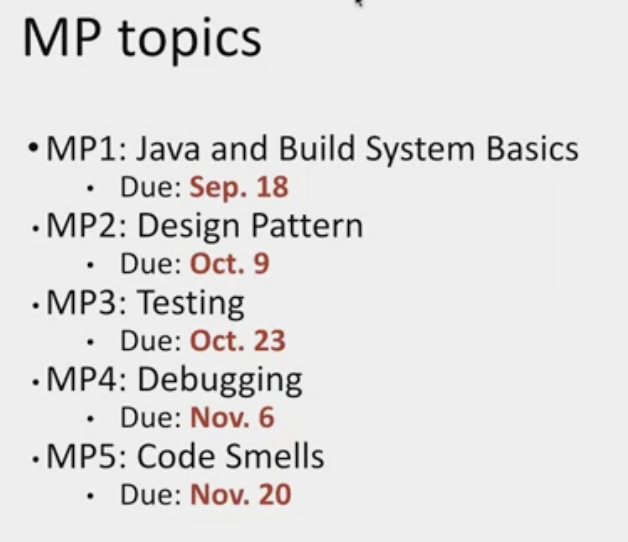 MP topics
• MP1: Java and Build System Basics
• Due: Sep. 18
• MP2: Design Pattern
• Due: Oct. 9
• MP3: Testing
• Due: Oct. 23
• MP4: Debugging
• Due: Nov. 6
• MP5: Code Smells
• Due: Nov. 20